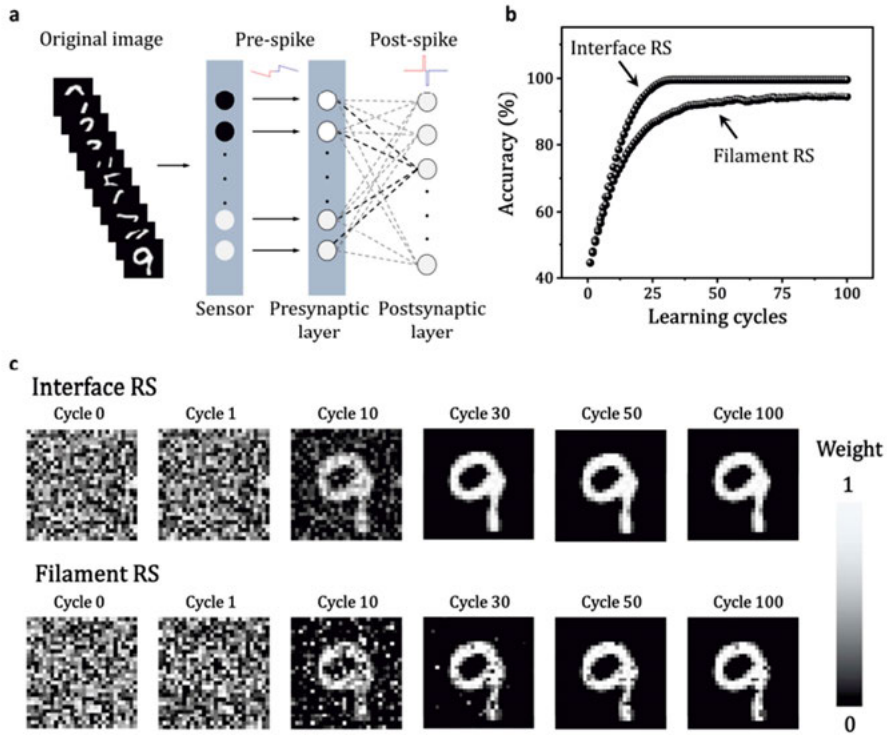 a
Original image
Pre-spike
Post-spike
Sensor
Presynaptic
layer
Postsynaptic
layer
b
Interface RS
Filament RS
Accuracy (%)
100
80
60
40
0
25
50
75
100
Learning cycles
c
Interface RS
Cycle 0
Cycle 1
Cycle 10
Cycle 30
Cycle 50
Cycle 100
Filament RS
Cycle 0
Cycle 1
Cycle 10
Cycle 30
Cycle 50
Cycle 100
Weight
1
0